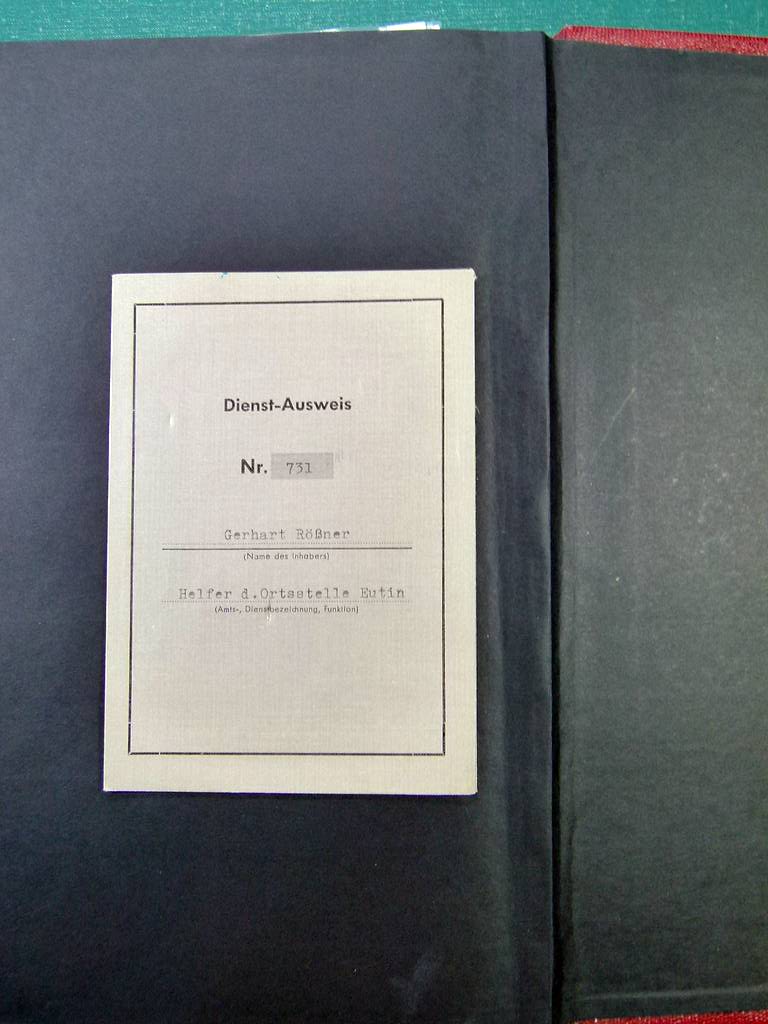 Dienst-Ausweis
Nr. 731
Gerhart Rößner
(Name des Inhabers)
Helfer d.Ortsstelle Eutin
(Amts-, Dienstbezeichnung, Funktion)